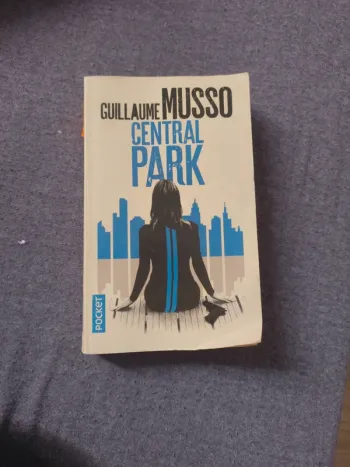 GUILLAUME MUSSO
CENTRAL
PARK
POCKET